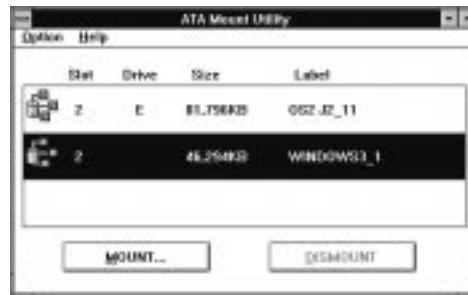 ATA Mount Utility
Option Help
Slot Drive Size Label
2 E 81,796KB OS2 J2_11
2 46,294KB WINDOWS3_1
MOUNT... DISMOUNT